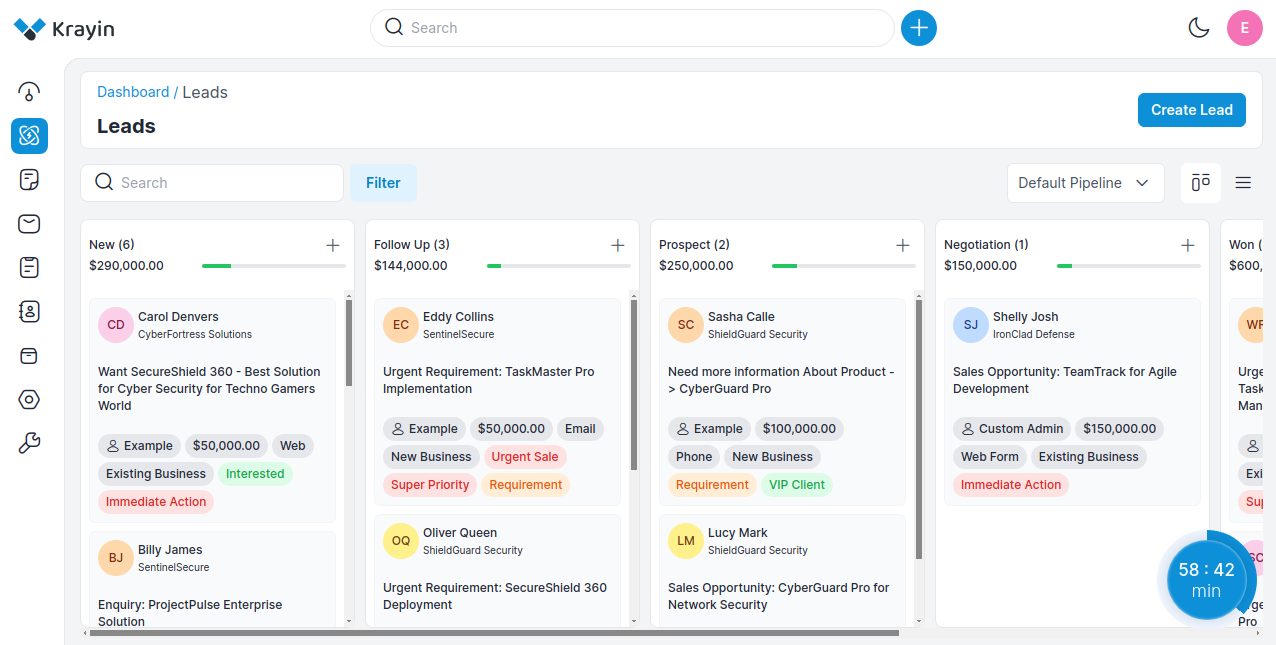 Krayin
Search
E
Dashboard / Leads
Leads
Create Lead
Search
Filter
Default Pipeline
New (6)
$290,000.00
CD
Carol Denvers
CyberFortress Solutions
Want SecureShield 360 - Best Solution
for Cyber Security for Techno Gamers
World
Example
$50,000.00
Web
Existing Business
Interested
Immediate Action
BJ
Billy James
SentinelSecure
Enquiry: ProjectPulse Enterprise
Solution
Follow Up (3)
$144,000.00
EC
Eddy Collins
SentinelSecure
Urgent Requirement: TaskMaster Pro
Implementation
Example
$50,000.00
Email
New Business
Urgent Sale
Super Priority
Requirement
OQ
Oliver Queen
ShieldGuard Security
Urgent Requirement: SecureShield 360
Deployment
Prospect (2)
$250,000.00
SC
Sasha Calle
ShieldGuard Security
Need more information About Product -
> CyberGuard Pro
Example
$100,000.00
Phone
New Business
Requirement
VIP Client
LM
Lucy Mark
ShieldGuard Security
Sales Opportunity: CyberGuard Pro for
Network Security
Negotiation (1)
$150,000.00
SJ
Shelly Josh
IronClad Defense
Sales Opportunity: TeamTrack for Agile
Development
Custom Admin
$150,000.00
Web Form
Existing Business
Immediate Action
Won (
$600,
Urge
Task
Man
Exi
Sup
Pro
58 : 42
min